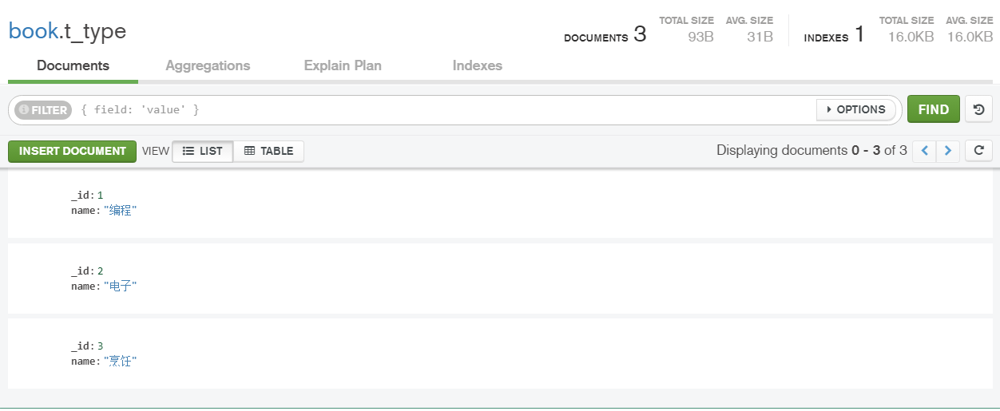 book.t_type
DOCUMENTS 3 TOTAL SIZE 93B AVG. SIZE 31B INDEXES 1 TOTAL SIZE 16.0KB AVG. SIZE 16.0KB
Documents Aggregations Explain Plan Indexes
FILTER { field: 'value' } OPTIONS FIND
INSERT DOCUMENT VIEW LIST TABLE Displaying documents 0 - 3 of 3
_id: 1
name: "编程"
_id: 2
name: "电子"
_id: 3
name: "烹饪"